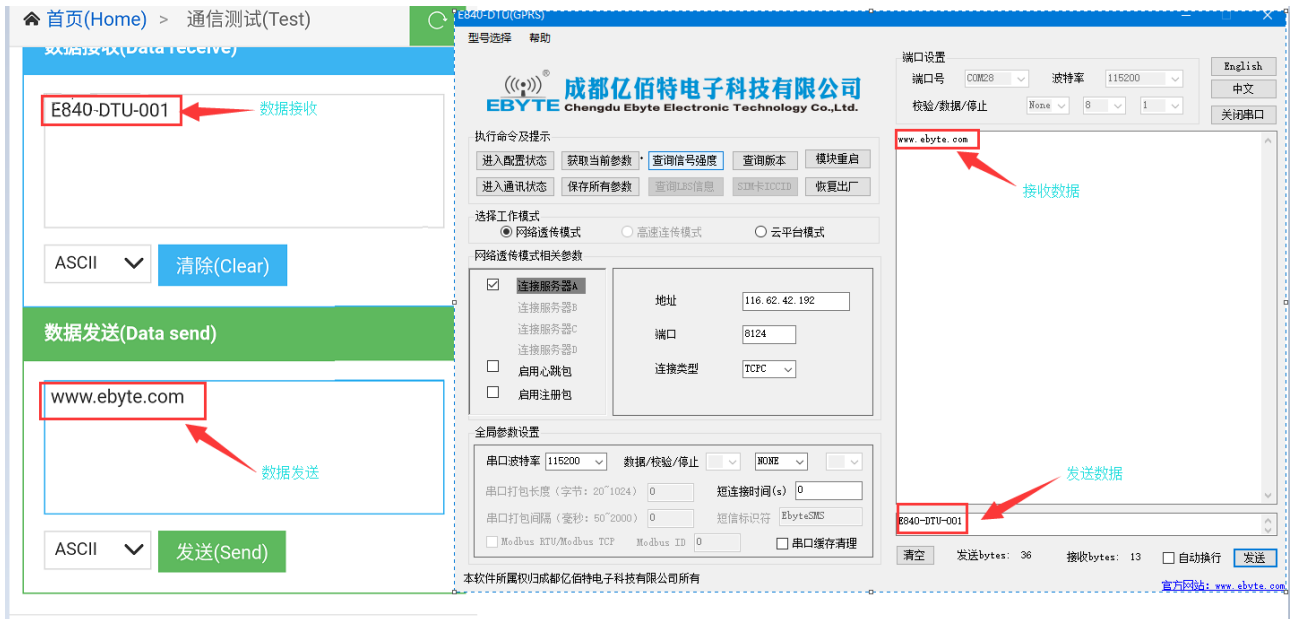 首页(Home) > 通信测试(Test)
数据接收(Data receive)
E840-DTU-001
数据接收
ASCII
清除(Clear)
数据发送(Data send)
www.ebyte.com
数据发送
ASCII
发送(Send)
E840-DTU(GPRS)
型号选择 帮助
EBYTE ®
成都亿佰特电子科技有限公司
Chengdu Ebyte Electronic Technology Co.,Ltd.
端口设置
端口号 COM28 波特率 115200
校验/数据/停止 None 8 1
English
中文
关闭串口
执行命令及提示
进入配置状态 获取当前参数 查询信号强度 查询版本 模块重启
进入通讯状态 保存所有参数 查询LBS信息 SIM卡ICCID 恢复出厂
选择工作模式
网络透传模式 高速连传模式 云平台模式
网络透传模式相关参数
连接服务器A
连接服务器B
连接服务器C
连接服务器D
启用心跳包
启用注册包
地址 116.62.42.192
端口 8124
连接类型 TCPC
全局参数设置
串口波特率 115200 数据/校验/停止 NONE
串口打包长度（字节：20~1024） 0 短连接时间(s) 0
串口打包间隔（毫秒：50~2000） 0 短信标识符 EbyteSMS
Modbus RTU/Modbus TCP Modbus ID 0 串口缓存清理
本软件所属权归成都亿佰特电子科技有限公司所有
www.ebyte.com
接收数据
发送数据
E840-DTU-001
清空 发送bytes: 36 接收bytes: 13 自动换行 发送
官方网站: www.ebyte.com